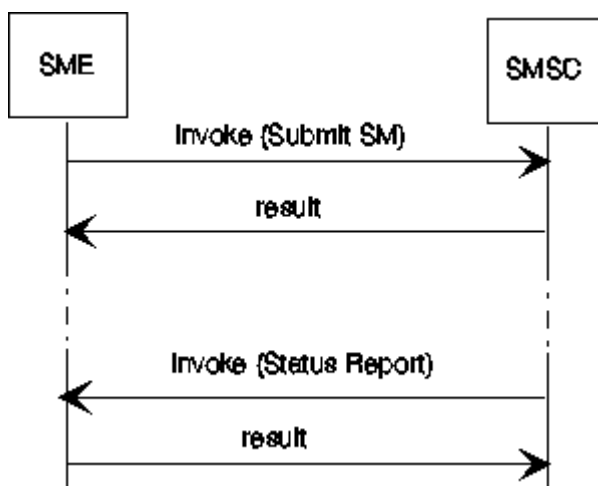 SME
SMSC
Invoke (Submit SM)
result
Invoke (Status Report)
result